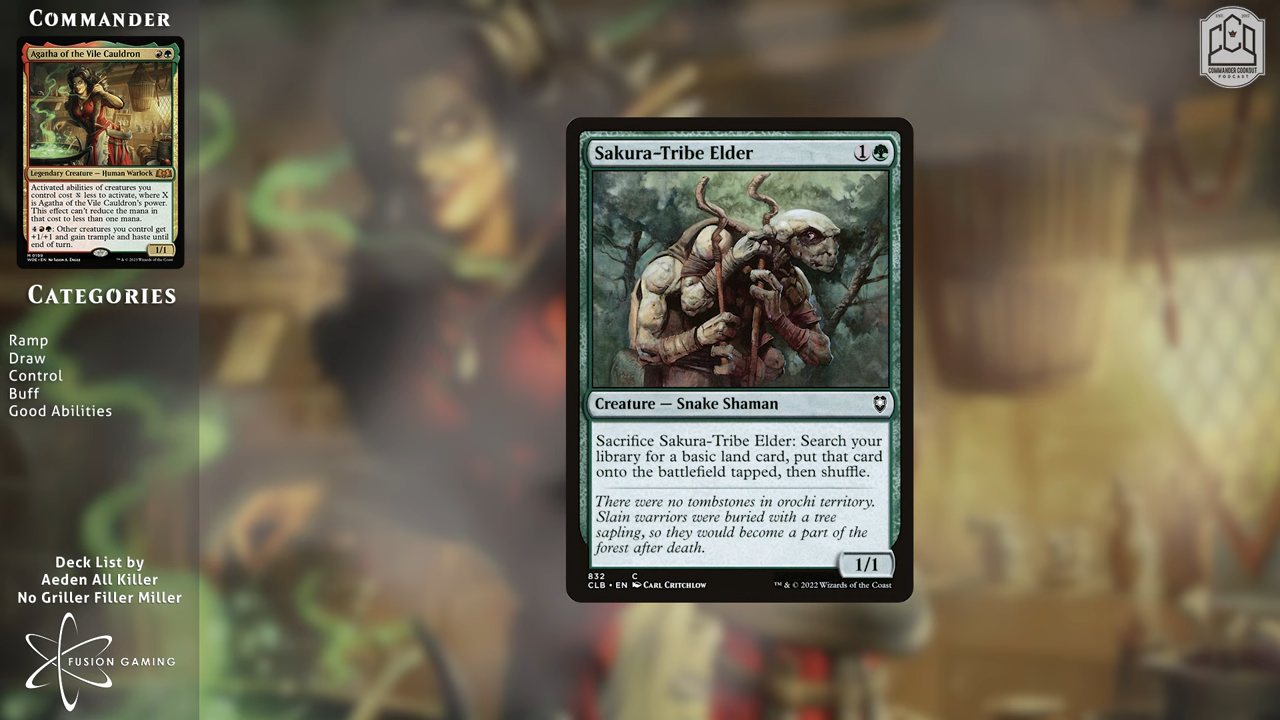 COMMANDER
Agatha of the Vile Cauldron
Legendary Creature — Human Warlock
Activated abilities of creatures you
control cost X less to activate, where X
is Agatha of the Vile Cauldron's power.
This effect can't reduce the mana in
that cost to less than one mana.
4 : Other creatures you control get
+1/+1 and gain trample and haste until
end of turn.
1/1
CATEGORIES
Ramp
Draw
Control
Buff
Good Abilities
Deck List by
Aeden All Killer
No Griller Filler Miller
FUSION GAMING
Sakura-Tribe Elder
1
Creature — Snake Shaman
Sacrifice Sakura-Tribe Elder: Search your
library for a basic land card, put that card
onto the battlefield tapped, then shuffle.
There were no tombstones in orochi territory.
Slain warriors were buried with a tree
sapling, so they would become a part of the
forest after death.
1/1
832 C
CLB • EN CARL CRITCHLOW
™ & © 2022 Wizards of the Coast
CCO
COMMANDER COOKOUT
PODCAST